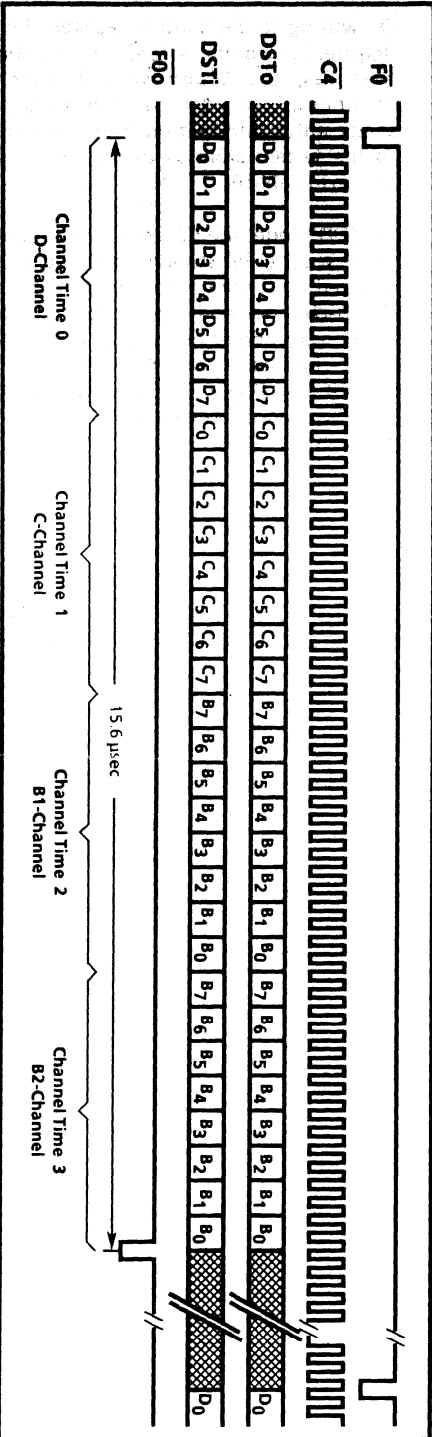 F0
C4
DSTo D0 D1 D2 D3 D4 D5 D6 D7 C0 C1 C2 C3 C4 C5 C6 C7 B7 B6 B5 B4 B3 B2 B1 B0 B7 B6 B5 B4 B3 B2 B1 B0 D0
DSTi D0 D1 D2 D3 D4 D5 D6 D7 C0 C1 C2 C3 C4 C5 C6 C7 B7 B6 B5 B4 B3 B2 B1 B0 B7 B6 B5 B4 B3 B2 B1 B0 D0
F0o
15.6 μsec
Channel Time 0
D-Channel
Channel Time 1
C-Channel
Channel Time 2
B1-Channel
Channel Time 3
B2-Channel